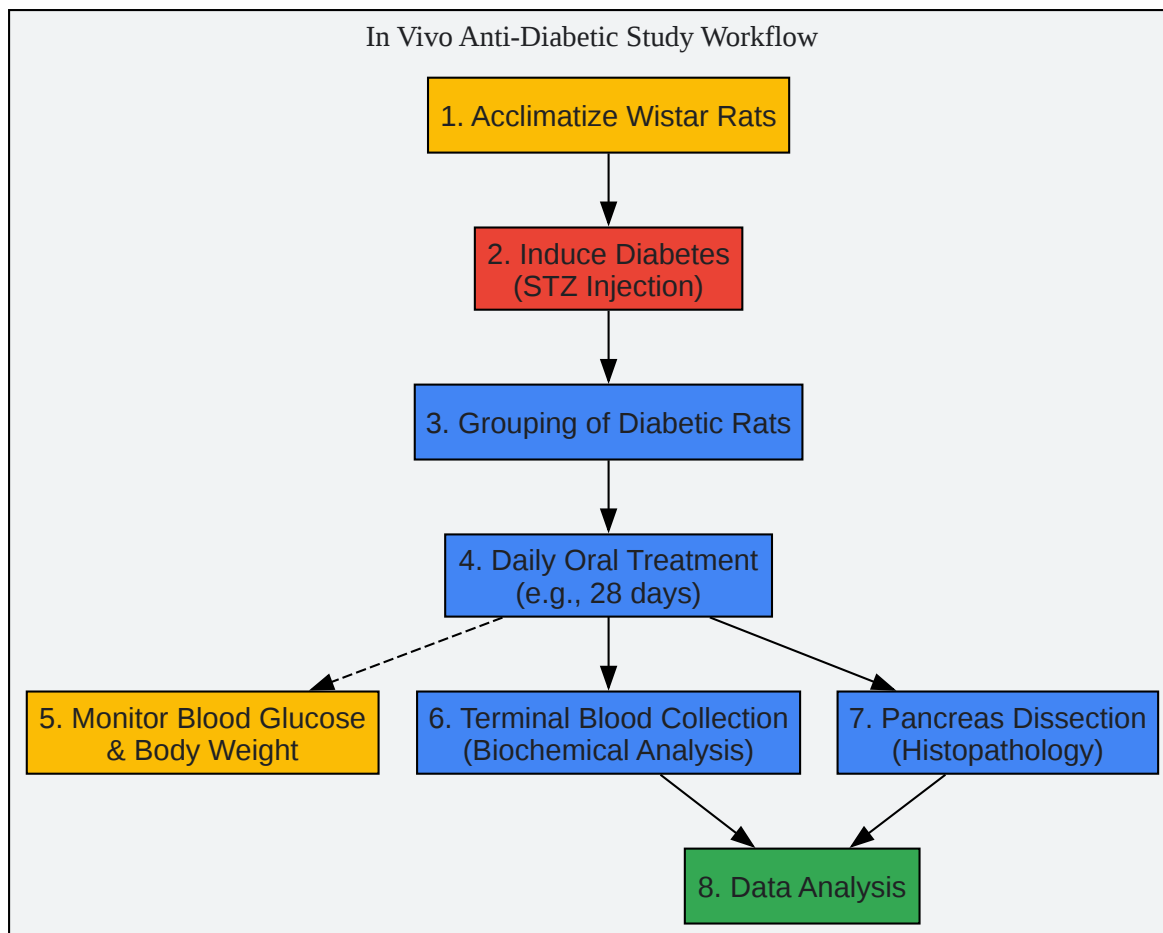 In Vivo Anti-Diabetic Study Workflow
1. Acclimatize Wistar Rats
2. Induce Diabetes
(STZ Injection)
3. Grouping of Diabetic Rats
4. Daily Oral Treatment
(e.g., 28 days)
5. Monitor Blood Glucose
& Body Weight
6. Terminal Blood Collection
(Biochemical Analysis)
7. Pancreas Dissection
(Histopathology)
8. Data Analysis